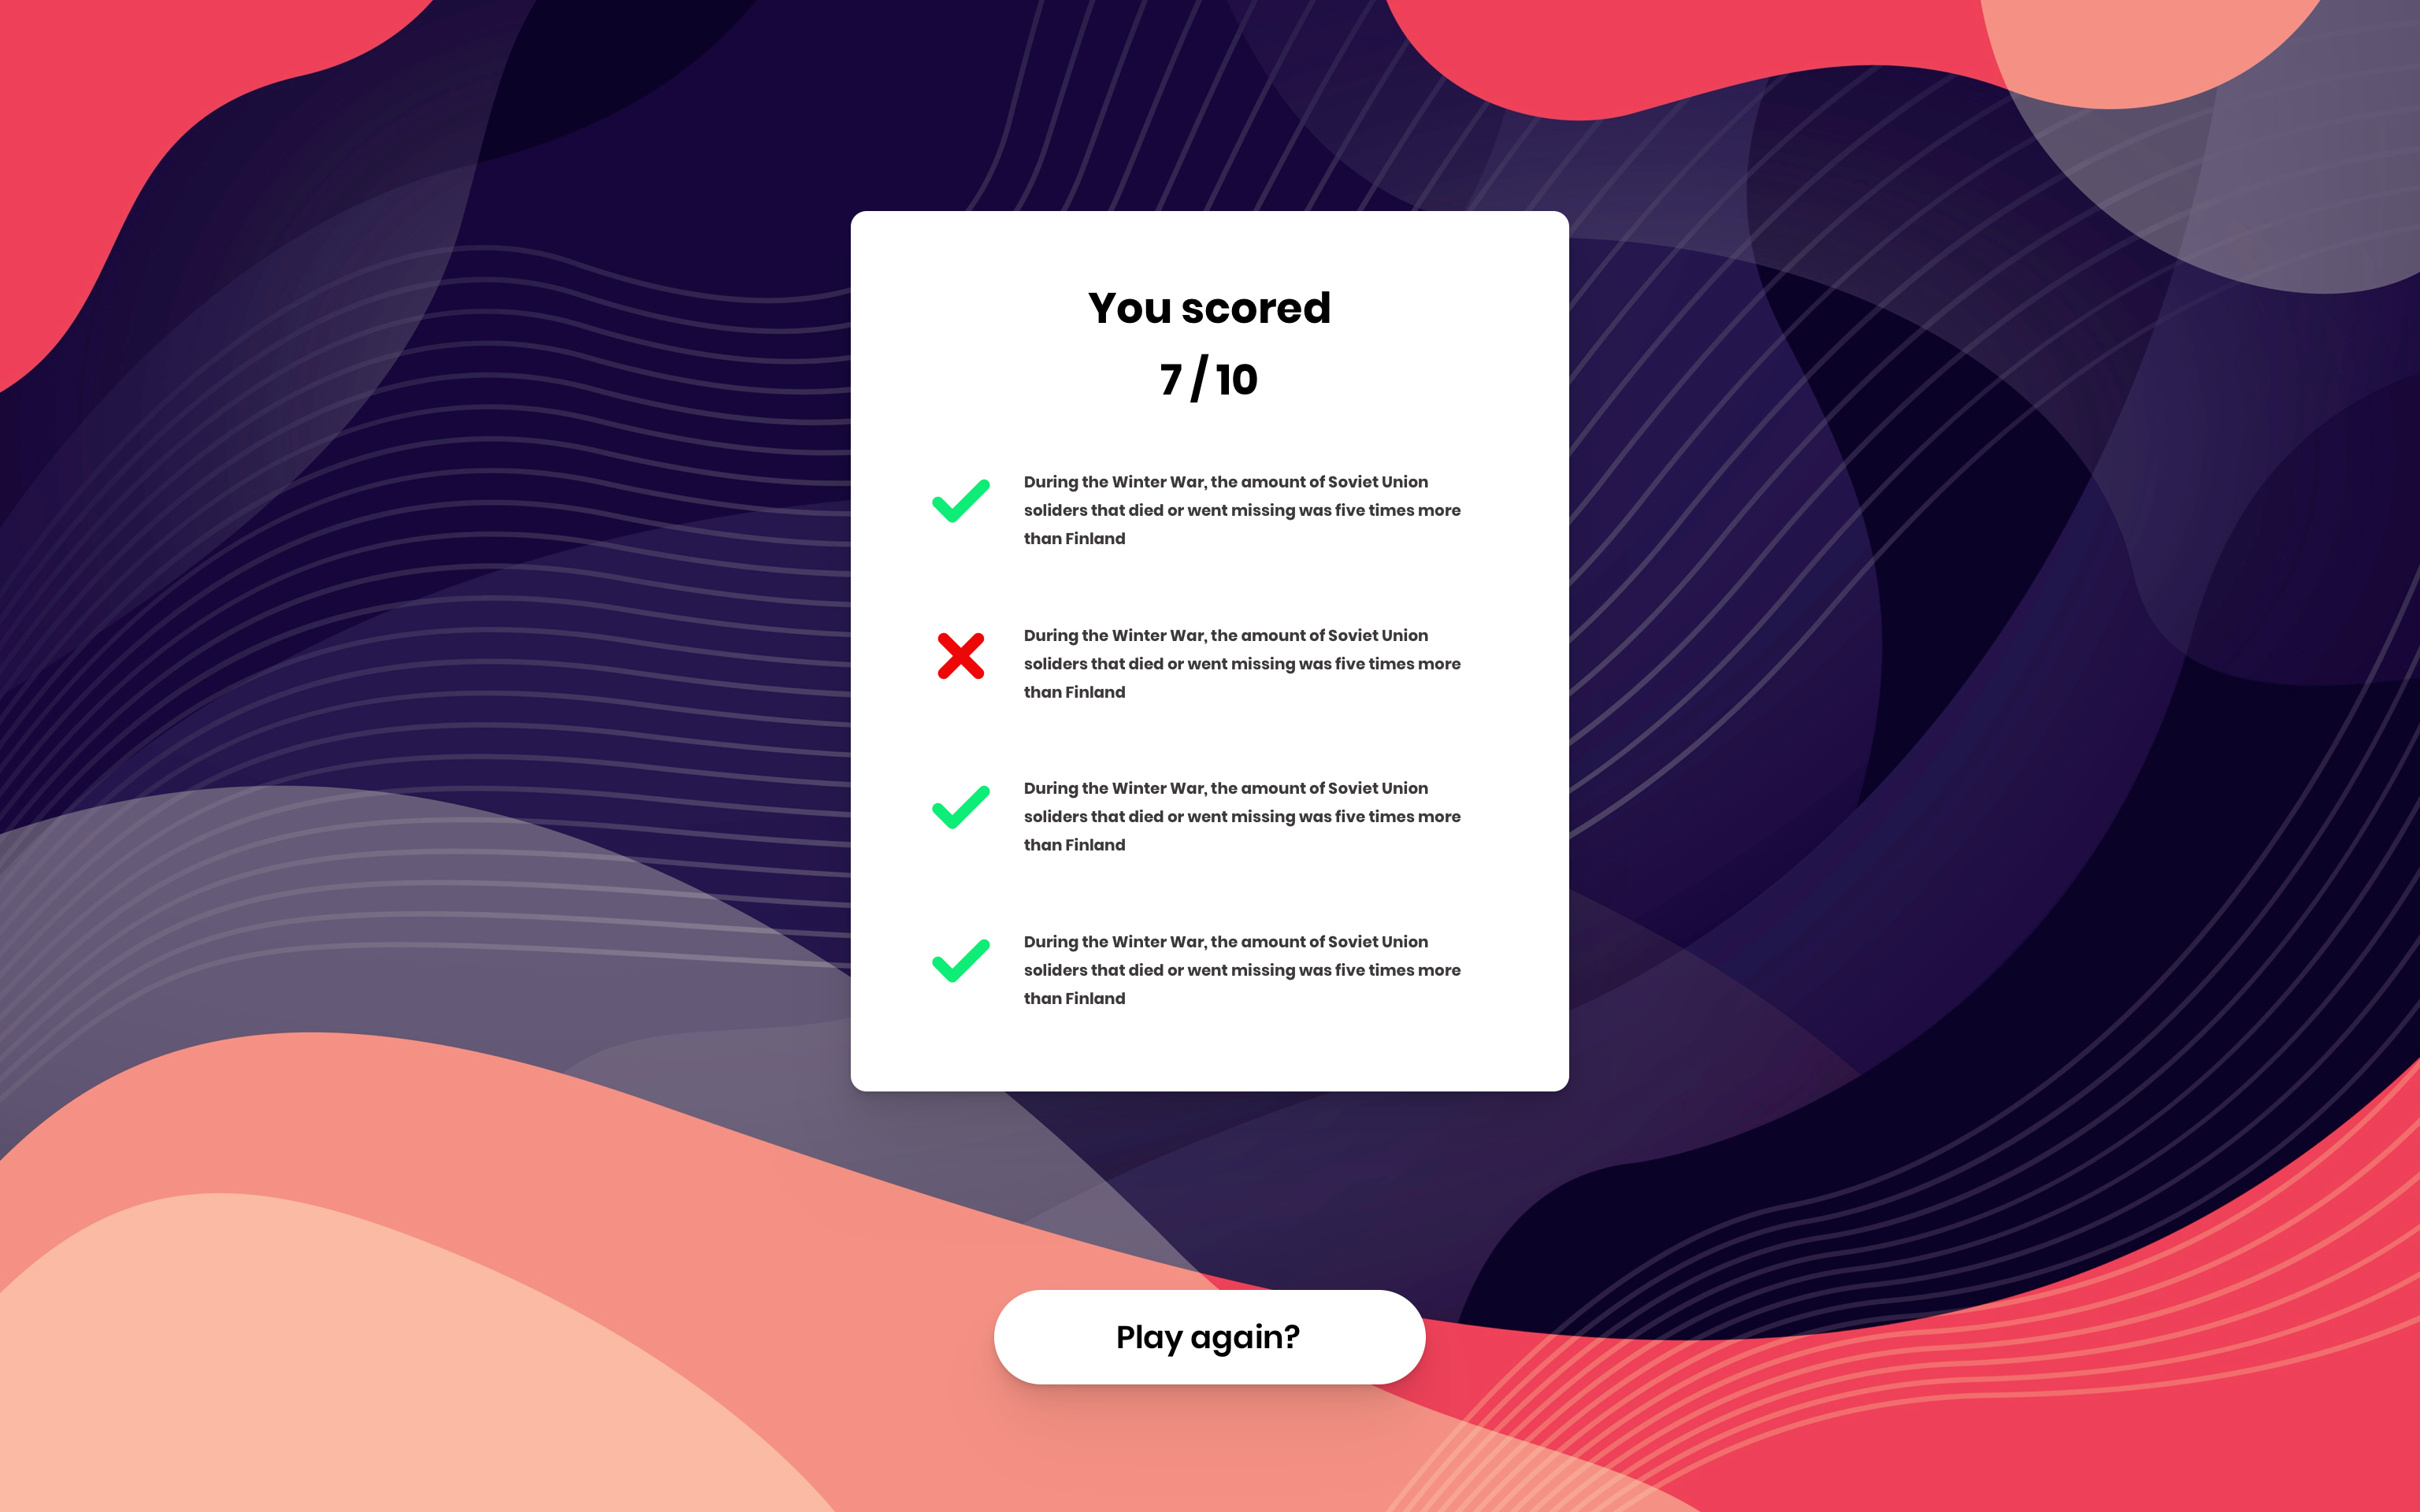 You scored
7 / 10
During the Winter War, the amount of Soviet Union
soliders that died or went missing was five times more
than Finland
During the Winter War, the amount of Soviet Union
soliders that died or went missing was five times more
than Finland
During the Winter War, the amount of Soviet Union
soliders that died or went missing was five times more
than Finland
During the Winter War, the amount of Soviet Union
soliders that died or went missing was five times more
than Finland
Play again?